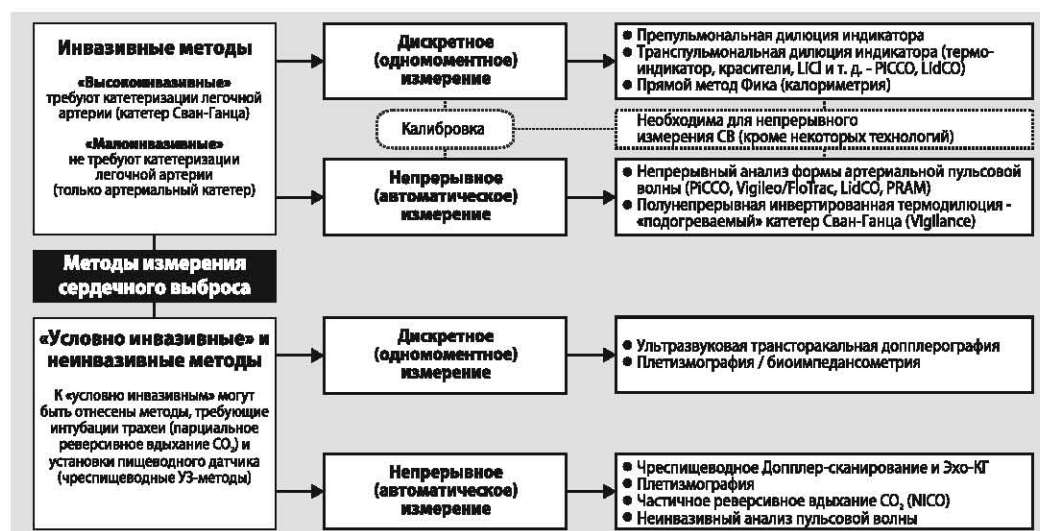 Инвазивные методы
«Высокоинвазивные»
требуют катетеризации легочной
артерии (катетер Сван-Ганца)
«Малоинвазивные»
не требуют катетеризации
легочной артерии
(только артериальный катетер)
Дискретное
(одномоментное)
измерение
● Препульмональная дилюция индикатора
● Транспульмональная дилюция индикатора (термо-
индикатор, красители, LiCl и т. д. - PiCCO, LidCO)
● Прямой метод Фика (калориметрия)
Калибровка
Необходима для непрерывного
измерения СВ (кроме некоторых технологий)
Непрерывное
(автоматическое)
измерение
● Непрерывный анализ формы артериальной пульсовой
волны (PiCCO, Vigileo/FloTrac, LidCO, PRAM)
● Полунепрерывная инвертированная термодилюция -
«подогреваемый» катетер Сван-Ганца (Vigilance)
Методы измерения
сердечного выброса
«Условно инвазивные» и
неинвазивные методы
К «условно инвазивным» могут
быть отнесены методы, требующие
интубации трахеи (парциальное
реверсивное вдыхание CO₂) и
установки пищеводного датчика
(чреспищеводные УЗ-методы)
Дискретное
(одномоментное)
измерение
● Ультразвуковая трансторакальная допплерография
● Плетизмография / биоимпедансометрия
Непрерывное
(автоматическое)
измерение
● Чреспищеводное Допплер-сканирование и Эхо-КГ
● Плетизмография
● Частичное реверсивное вдыхание CO₂ (NICO)
● Неинвазивный анализ пульсовой волны